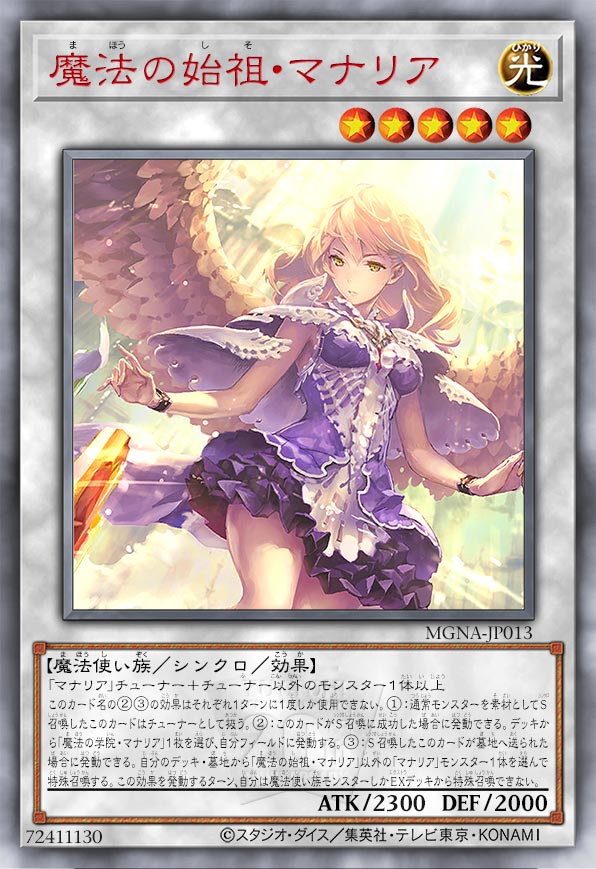 魔法の始祖・マナリア
光
MGNA-JP013
【魔法使い族/シンクロ/効果】
「マナリア」チューナー+チューナー以外のモンスター1体以上
このカード名の②③の効果はそれぞれ1ターンに1度しか使用できない。①:通常モンスターを素材としてS
召喚したこのカードはチューナーとして扱う。②:このカードがS召喚に成功した場合に発動できる。デッキか
ら「魔法の学院・マナリア」1枚を選び、自分フィールドに発動する。③:S召喚したこのカードが墓地へ送られた
場合に発動できる。自分のデッキ・墓地から「魔法の始祖・マナリア」以外の「マナリア」モンスター1体を選んで
特殊召喚する。この効果を発動するターン、自分は魔法使い族モンスターしかEXデッキから特殊召喚できない。
ATK/2300 DEF/2000
72411130
©スタジオ・ダイス/集英社・テレビ東京・KONAMI